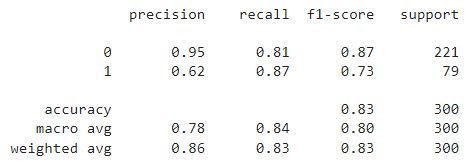 precision recall f1-score support
0 0.95 0.81 0.87 221
1 0.62 0.87 0.73 79
accuracy 0.83 300
macro avg 0.78 0.84 0.80 300
weighted avg 0.86 0.83 0.83 300